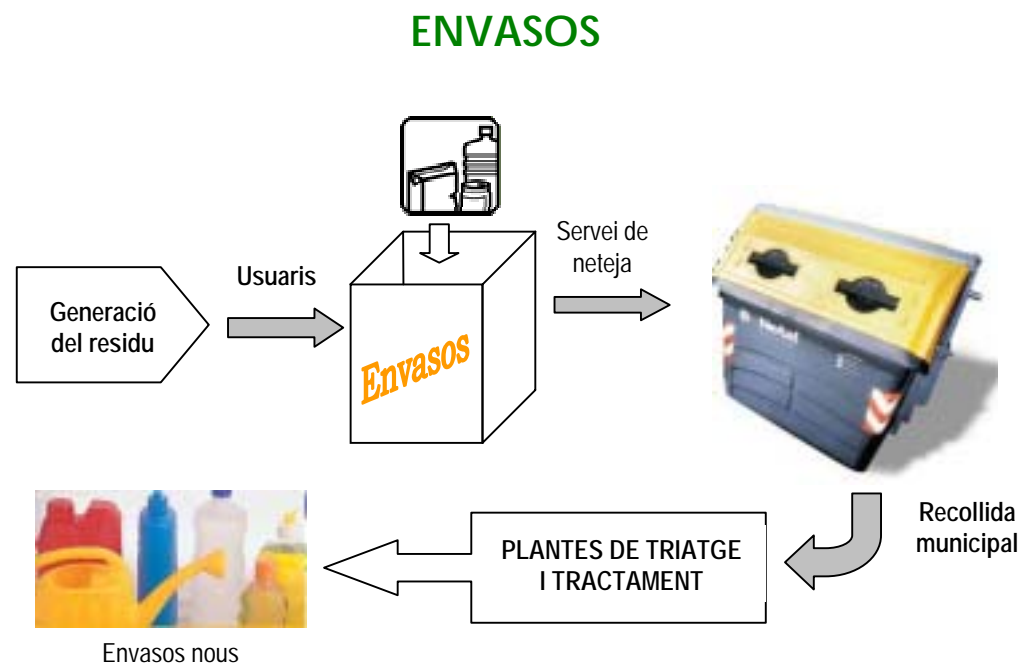 ENVASOS
Servei de
neteja
Usuaris
Generació
del residu
Envasos
Recollida
municipal
PLANTES DE TRIATGE
I TRACTAMENT
Envasos nous